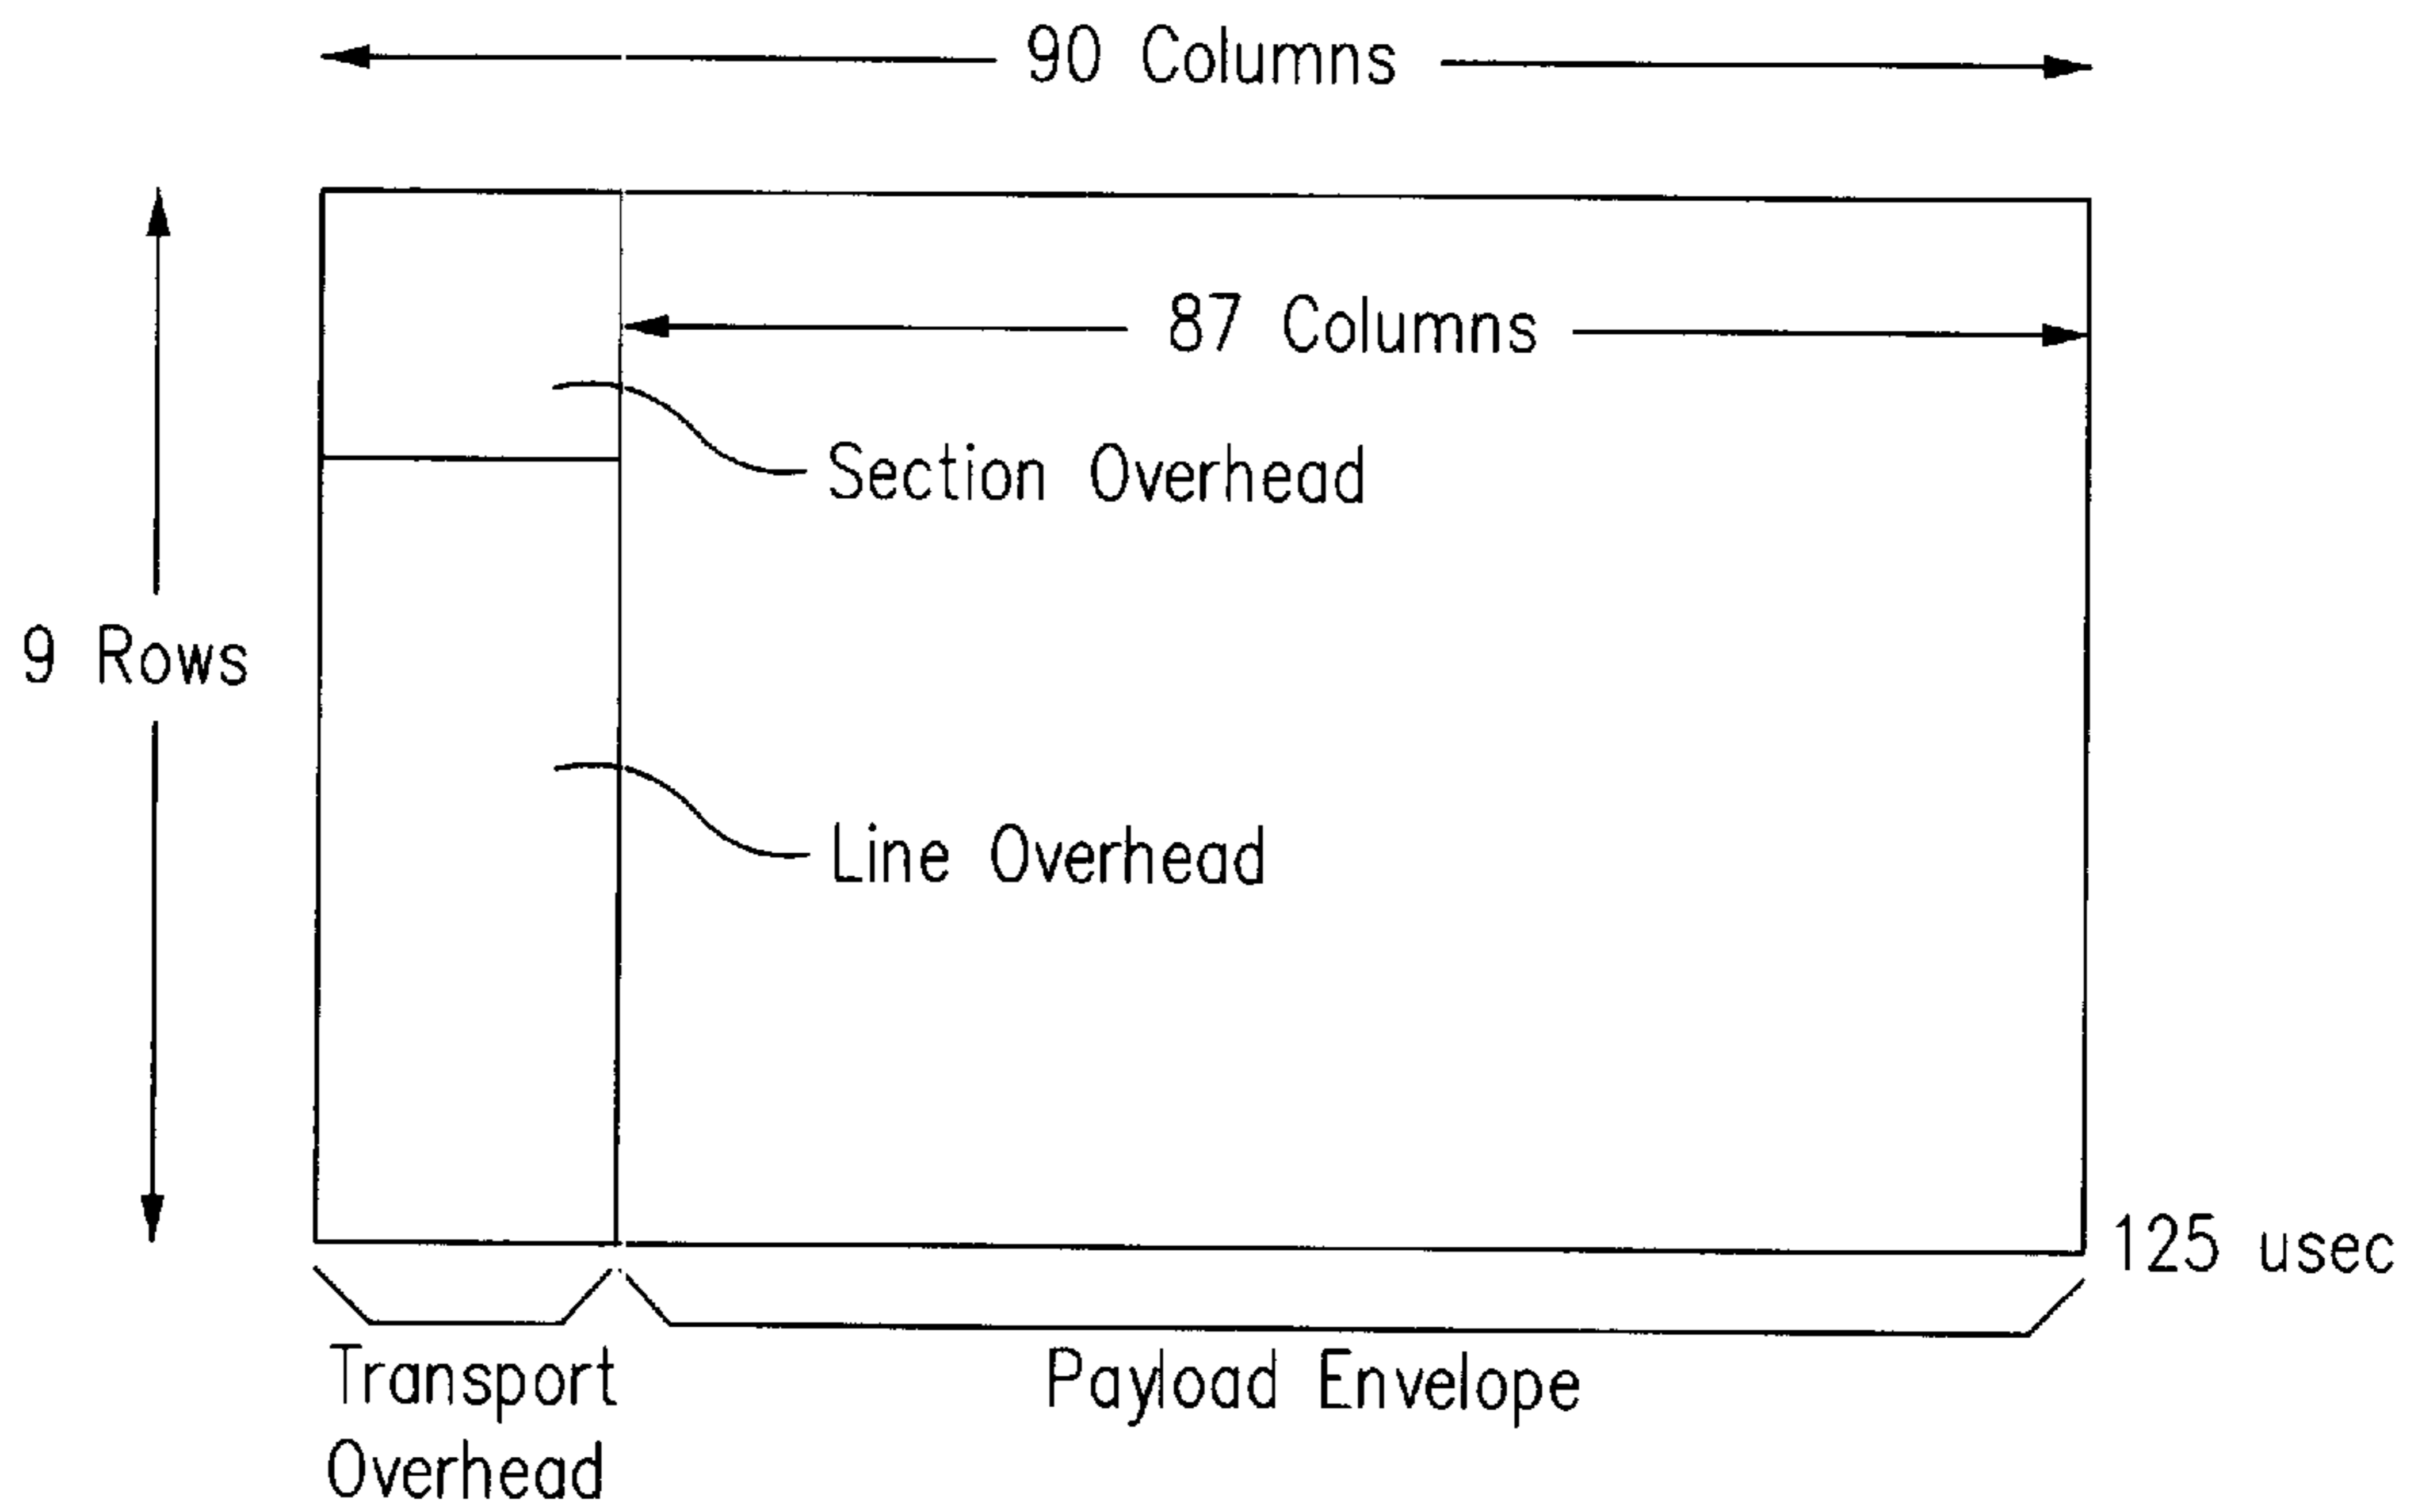 90 Columns
87 Columns
Section Overhead
9 Rows
Line Overhead
125 usec
Transport
Overhead
Payload Envelope